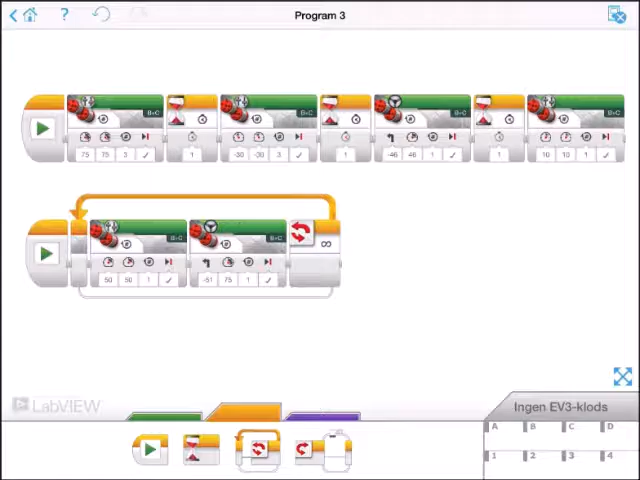 Program 3
B+C B+C B+C B+C
75 75 3 1 -30 -30 3 1 -46 46 1 1 10 10 1
B+C B+C
50 50 1 -51 75 1
LabVIEW
Ingen EV3-klods
A B C D
1 2 3 4